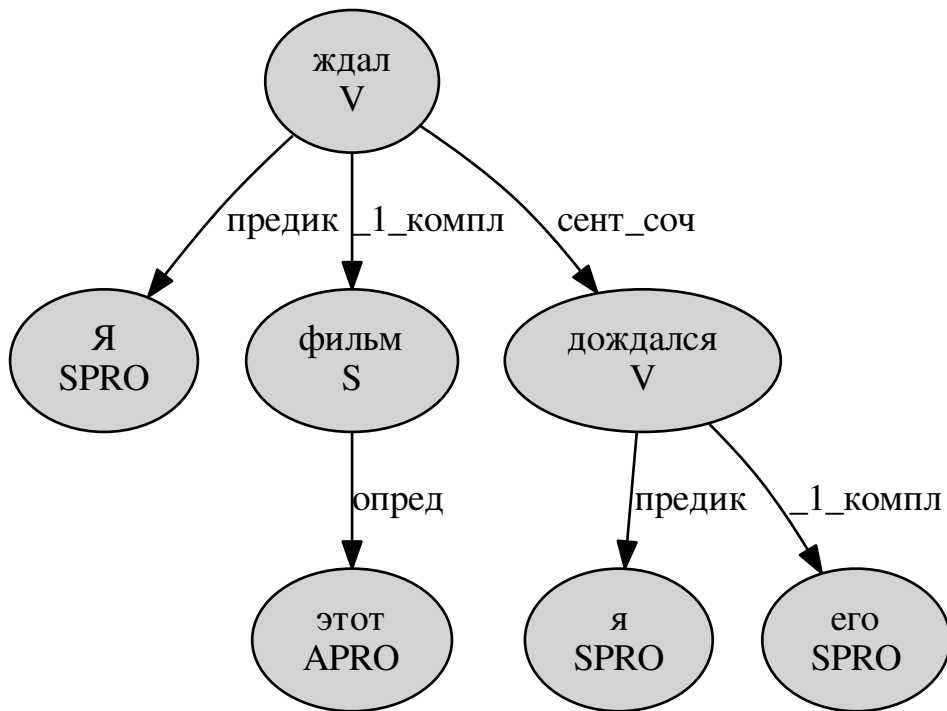 ждал
V
предик
_1_компл
сент_соч
Я
SPRO
фильм
S
дождался
V
опред
предик
_1_компл
этот
APRO
я
SPRO
его
SPRO